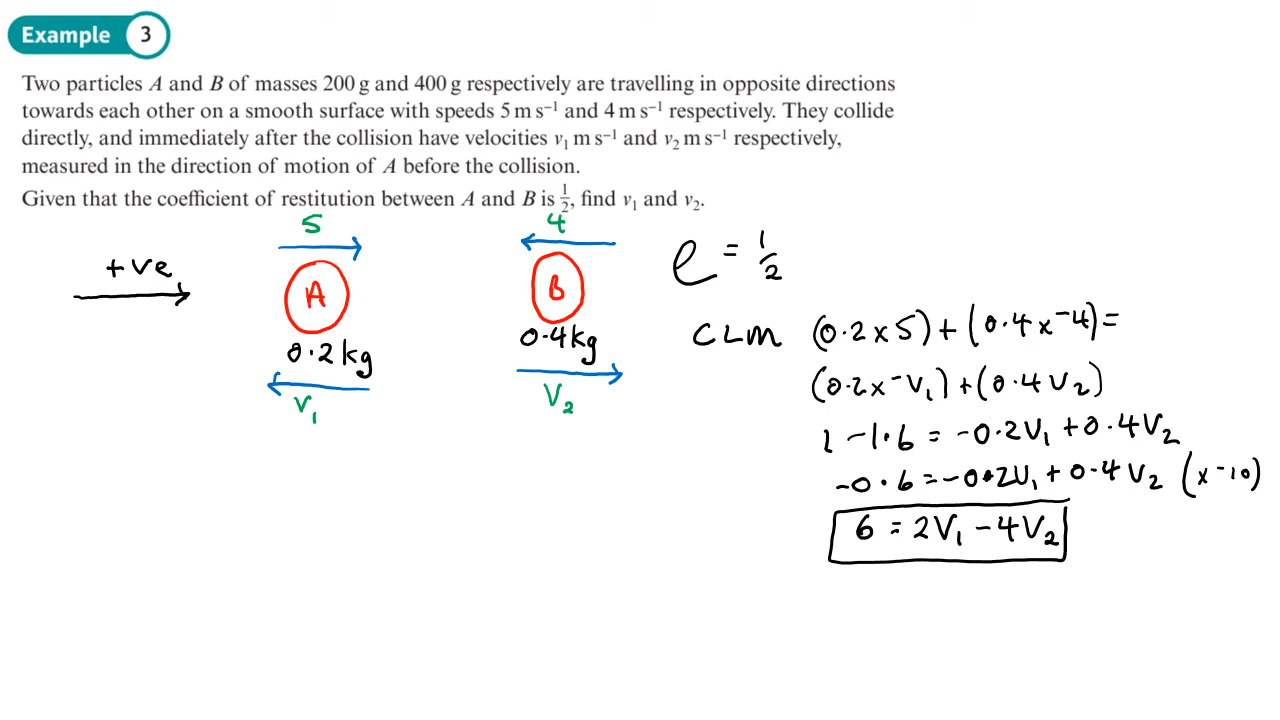 Example 3
Two particles A and B of masses 200 g and 400 g respectively are travelling in opposite directions
towards each other on a smooth surface with speeds 5 m s⁻¹ and 4 m s⁻¹ respectively. They collide
directly, and immediately after the collision have velocities v₁ m s⁻¹ and v₂ m s⁻¹ respectively,
measured in the direction of motion of A before the collision.
Given that the coefficient of restitution between A and B is ½, find v₁ and v₂.
5
4
+ve
A
B
e = 1/2
0.2kg
0.4kg
V₁
V₂
CLM (0.2 x 5) + (0.4 x ⁻4) =
(0.2 x ⁻V₁) + (0.4 V₂)
1 - 1.6 = -0.2V₁ + 0.4V₂
-0.6 = -0.2V₁ + 0.4V₂ (x ⁻10)
6 = 2V₁ - 4V₂